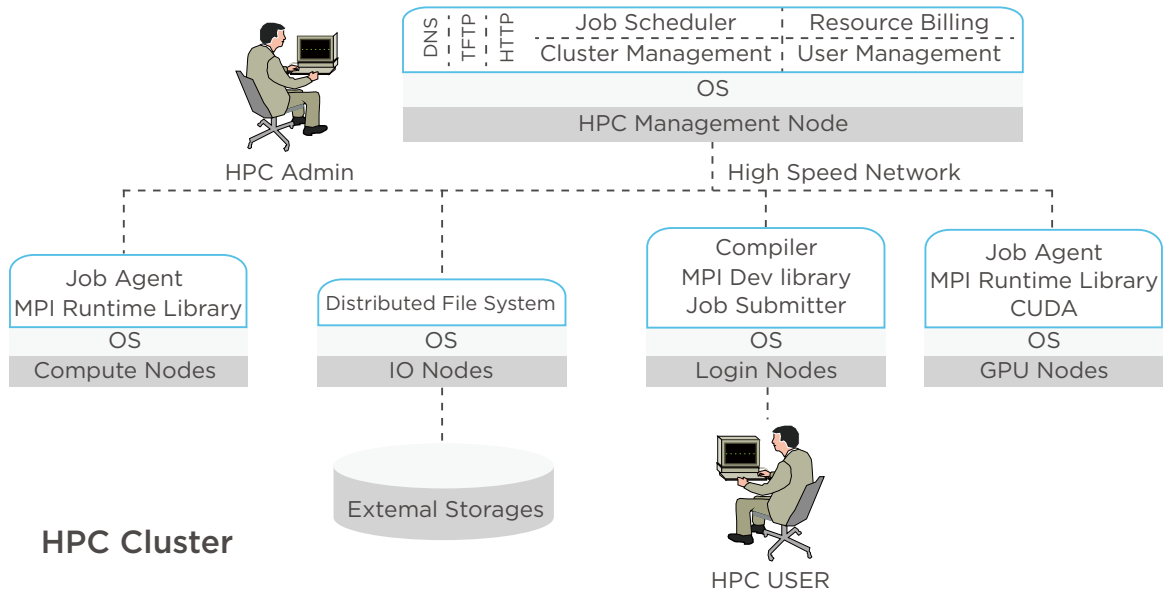 DNS
TFTP
HTTP
Job Scheduler
Resource Billing
Cluster Management
User Management
OS
HPC Management Node
HPC Admin
High Speed Network
Job Agent
MPI Runtime Library
OS
Compute Nodes
Distributed File System
OS
IO Nodes
Compiler
MPI Dev library
Job Submitter
OS
Login Nodes
Job Agent
MPI Runtime Library
CUDA
OS
GPU Nodes
Extemal Storages
HPC Cluster
HPC USER